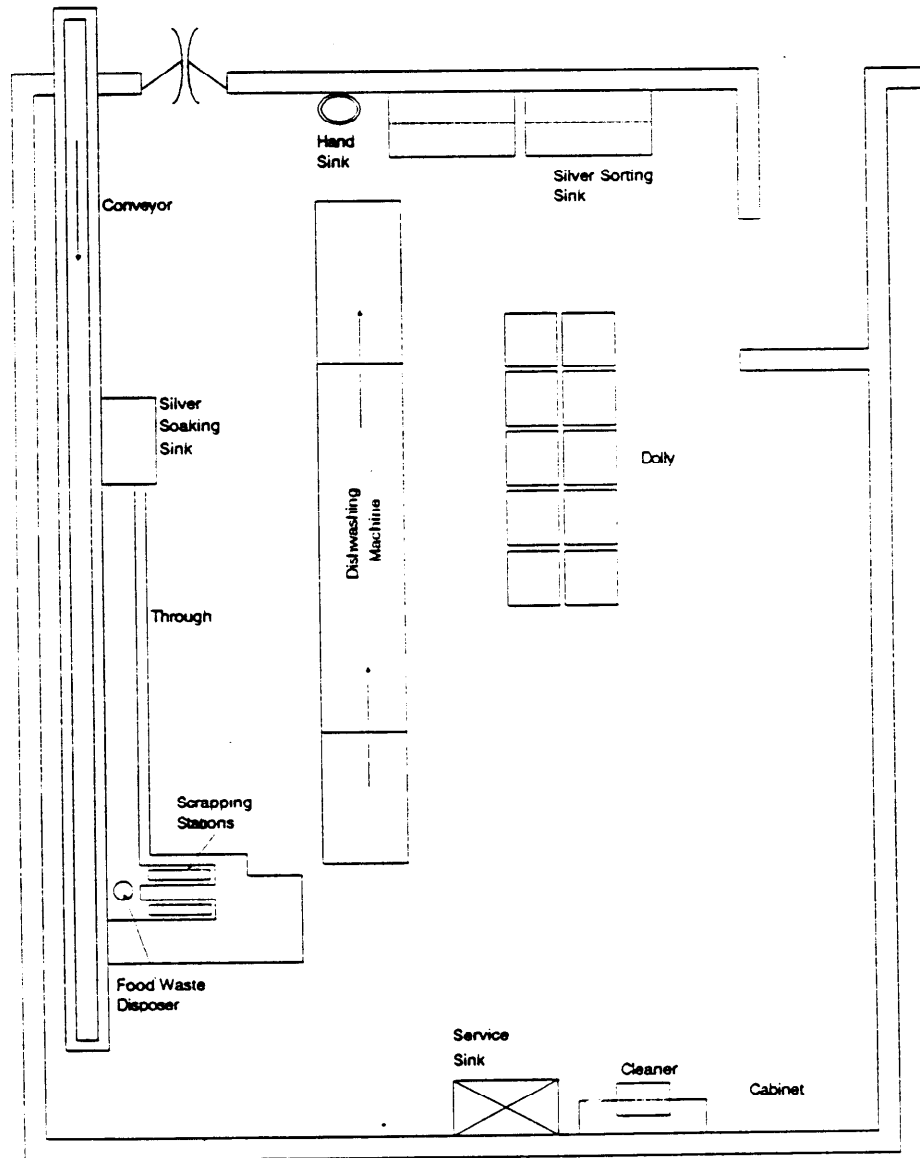 Hand
Sink
Silver Sorting
Sink
Conveyor
Silver
Soaking
Sink
Dolly
Dishwashing
Machine
Through
Scrapping
Stations
Food Waste
Disposer
Service
Sink
Cleaner
Cabinet